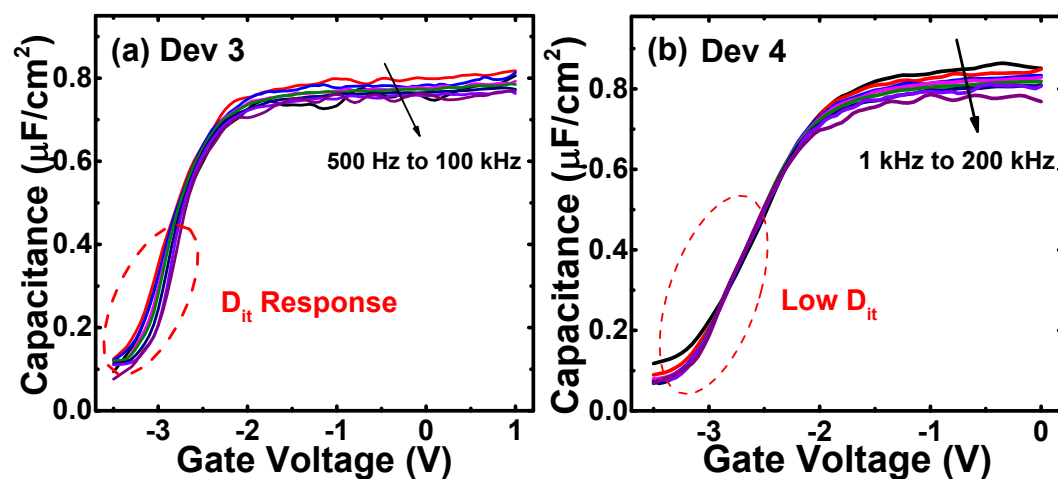 (a) Dev 3
Capacitance (µF/cm²)
0.8
0.6
0.4
0.2
0.0
500 Hz to 100 kHz
D_it Response
-3 -2 -1 0 1
Gate Voltage (V)
(b) Dev 4
Capacitance (µF/cm²)
0.8
0.6
0.4
0.2
0.0
1 kHz to 200 kHz
Low D_it
-3 -2 -1 0
Gate Voltage (V)